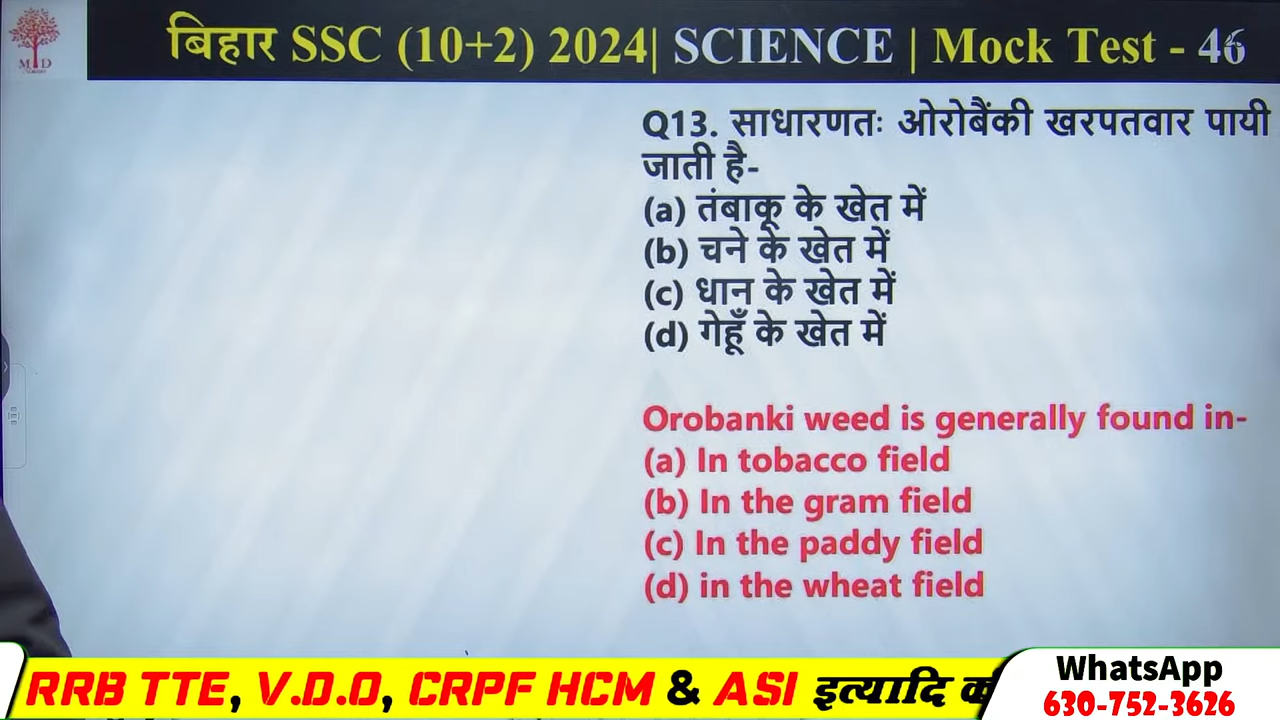 बिहार SSC (10+2) 2024| SCIENCE | Mock Test - 46
Q13. साधारणतः ओरोबैंकी खरपतवार पायी
जाती है-
(a) तंबाकू के खेत में
(b) चने के खेत में
(c) धान के खेत में
(d) गेहूँ के खेत में
Orobanki weed is generally found in-
(a) In tobacco field
(b) In the gram field
(c) In the paddy field
(d) in the wheat field
RRB TTE, V.D.O, CRPF HCM & ASI इत्यादि
WhatsApp
630-752-3626